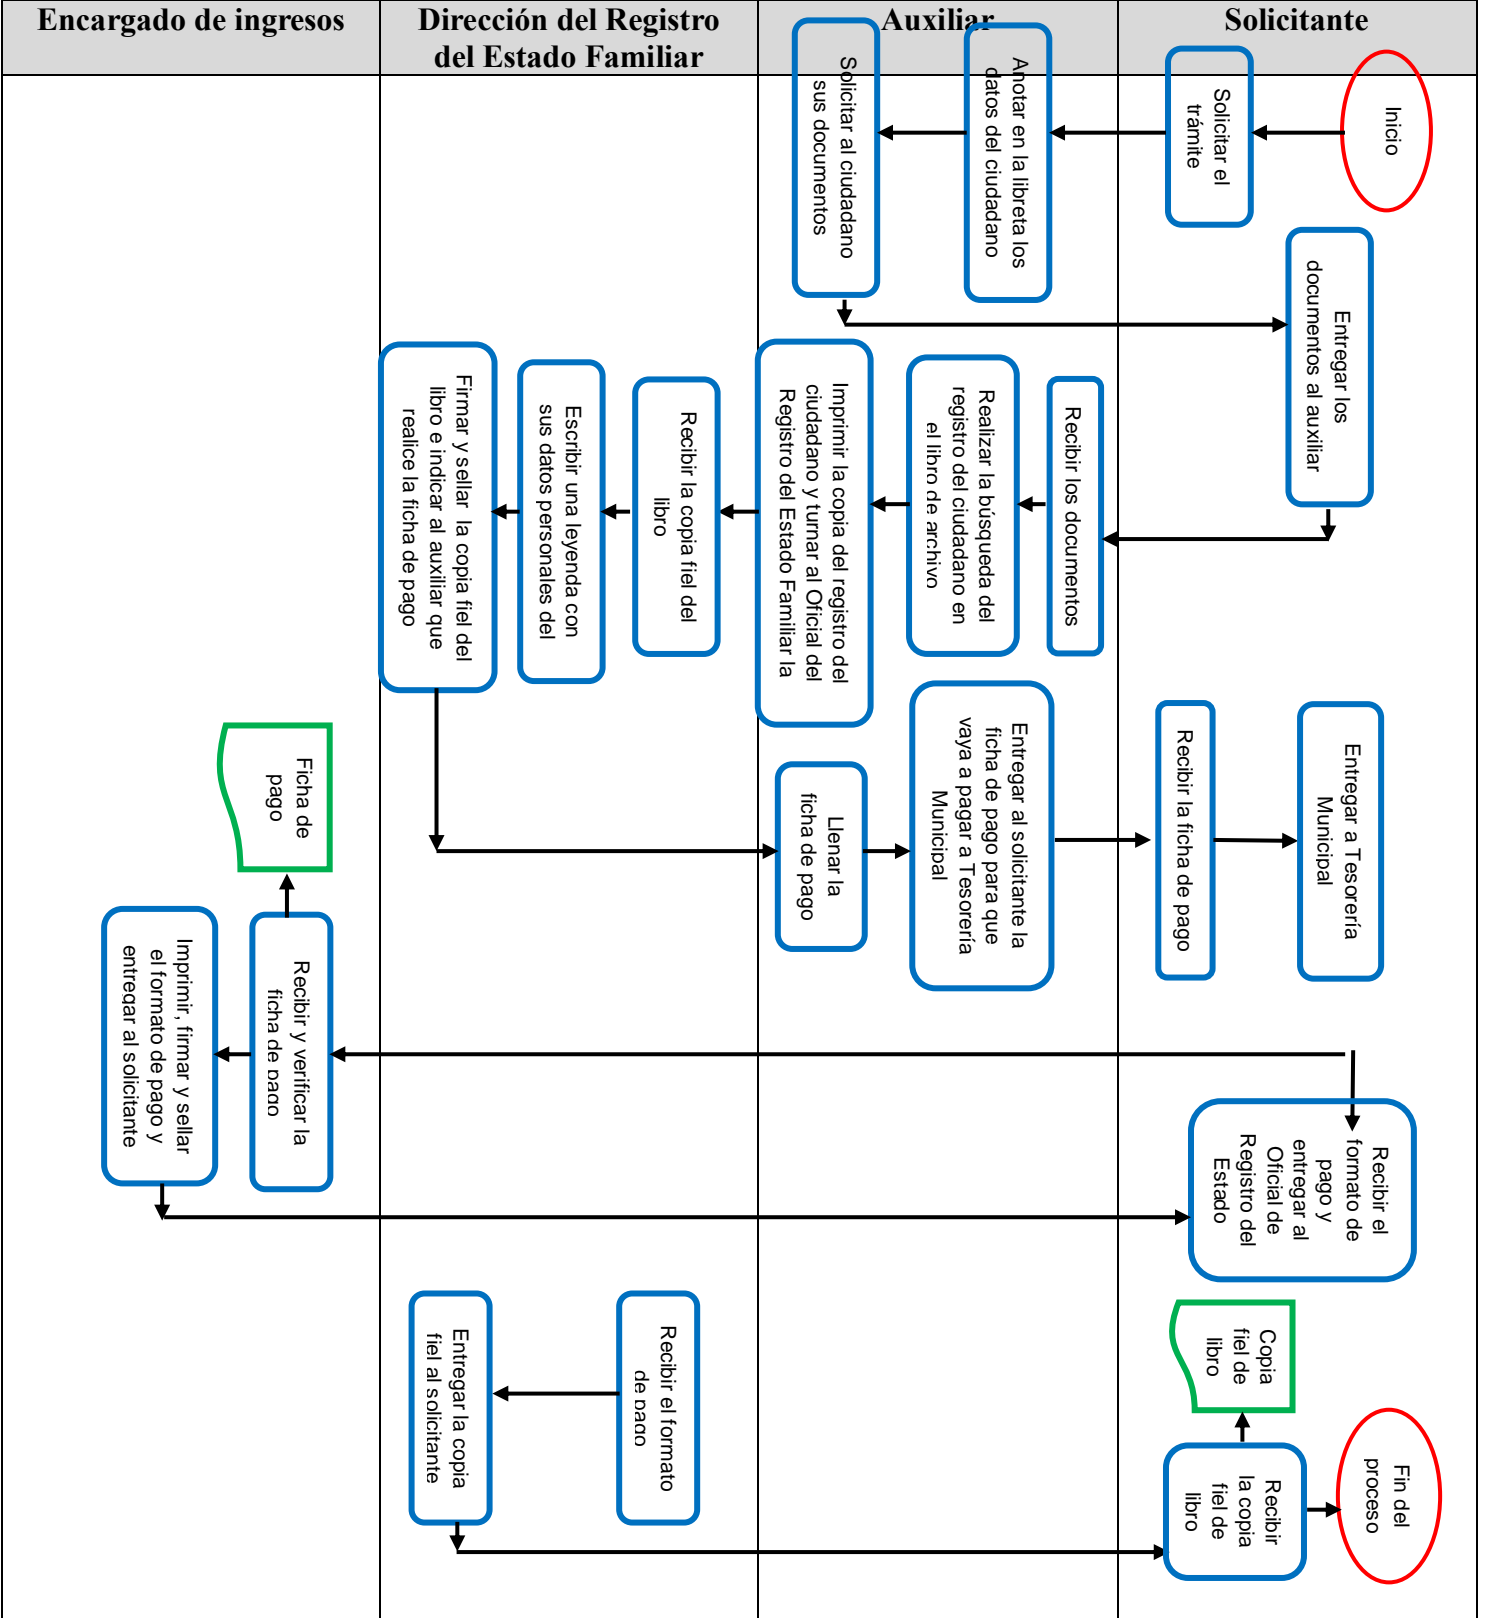 Encargado de ingresos
Dirección del Registro
del Estado Familiar
Auxiliar
Solicitante
Inicio
Solicitar el
trámite
Anotar en la libreta los
datos del ciudadano
Solicitar al ciudadano
sus documentos
Entregar los
documentos al auxiliar
Recibir los documentos
Realizar la búsqueda del
registro del ciudadano en
el libro de archivo
Imprimir la copia del registro del
ciudadano y turnar al Oficial del
Registro del Estado Familiar la
Recibir la copia fiel del
libro
Escribir una leyenda con
sus datos personales del
Firmar y sellar la copia fiel del
libro e indicar al auxiliar que
realice la ficha de pago
Llenar la
ficha de pago
Entregar al solicitante la
ficha de pago para que
vaya a pagar a Tesorería
Municipal
Recibir la ficha de pago
Entregar a Tesorería
Municipal
Recibir y verificar la
ficha de pago
Ficha de
pago
Imprimir, firmar y sellar
el formato de pago y
entregar al solicitante
Recibir el
formato de
pago y
entregar al
Oficial de
Registro del
Estado
Recibir el formato
de pago
Entregar la copia
fiel al solicitante
Recibir
la copia
fiel de
libro
Copia
fiel de
libro
Fin del
proceso